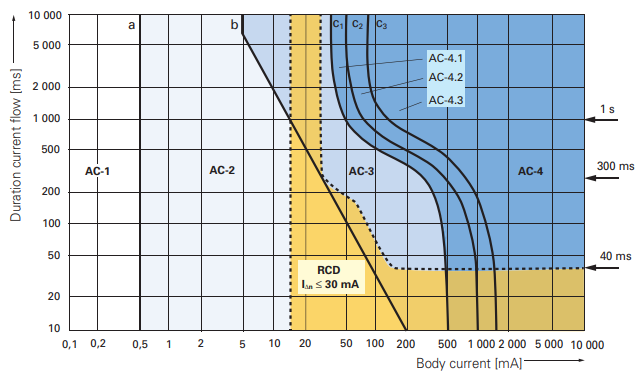 10 000
a
b
C1
C2
C3
5 000
AC-4.1
AC-4.2
2 000
AC-4.3
1 000
1 s
500
AC-1
AC-2
AC-3
AC-4
300 ms
200
100
50
40 ms
RCD
IΔn ≤ 30 mA
20
10
0,1 0,2 0,5 1 2 5 10 20 50 100 200 500 1 000 2 000 5 000 10 000
Duration current flow [ms]
Body current [mA]